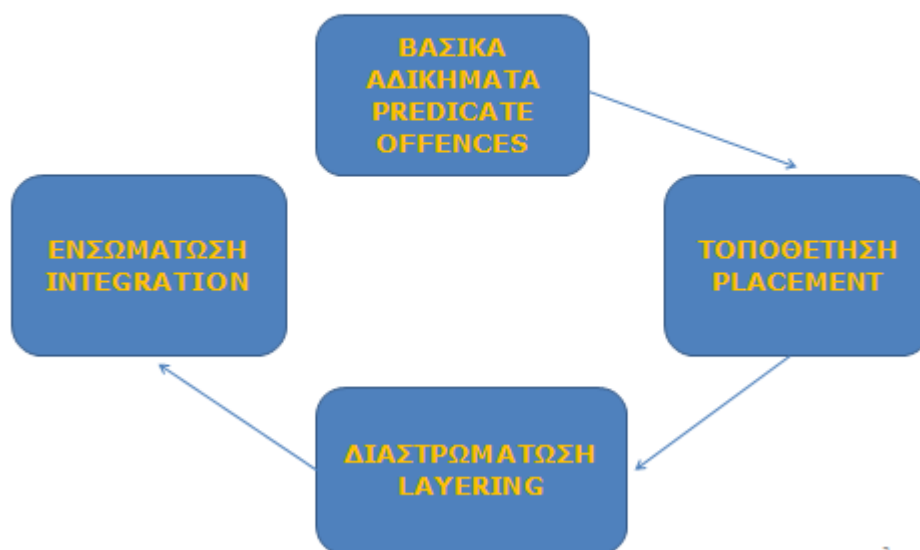 ΒΑΣΙΚΑ
ΑΔΙΚΗΜΑΤΑ
PREDICATE
OFFENCES
ΕΝΣΩΜΑΤΩΣΗ
INTEGRATION
ΤΟΠΟΘΕΤΗΣΗ
PLACEMENT
ΔΙΑΣΤΡΩΜΑΤΩΣΗ
LAYERING